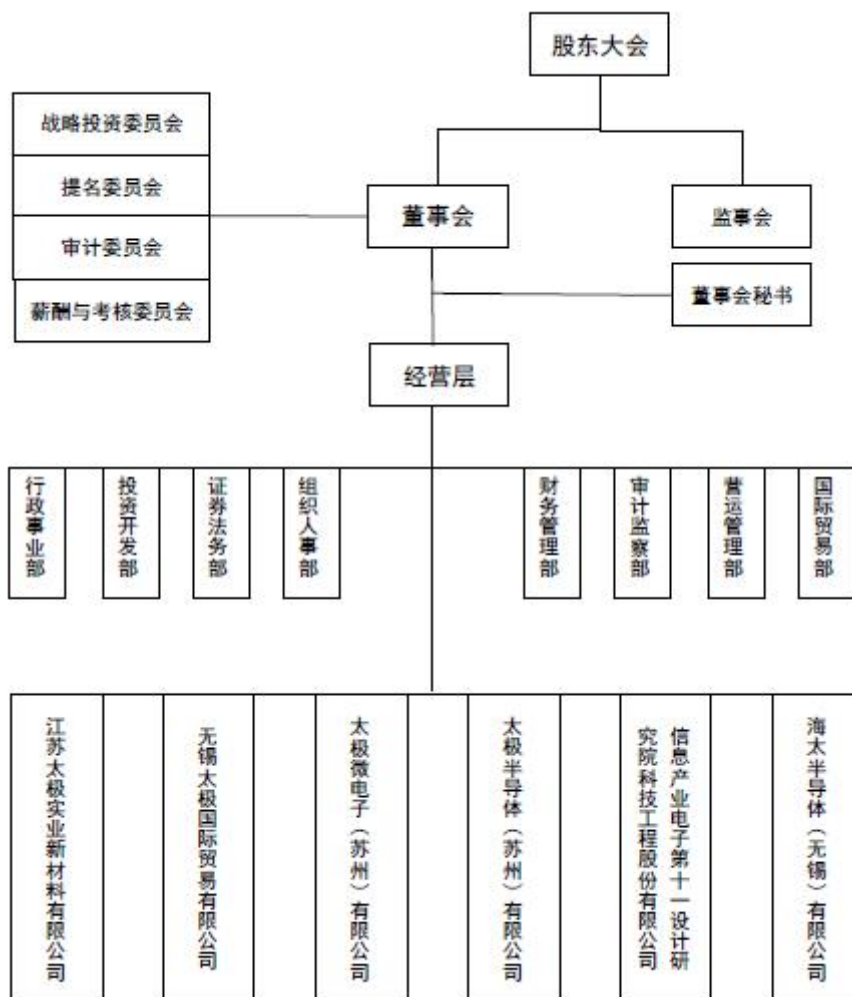 股东大会
战略投资委员会
提名委员会
审计委员会
薪酬与考核委员会
董事会
监事会
董事会秘书
经营层
行政事业部
投资开发部
证券法务部
组织人事部
财务管理部
审计监察部
营运管理部
国际贸易部
江苏太极实业新材料有限公司
无锡太极国际贸易有限公司
太极微电子（苏州）有限公司
太极半导体（苏州）有限公司
信息产业电子第十一设计研
究院科技工程股份有限公司
海太半导体（无锡）有限公司